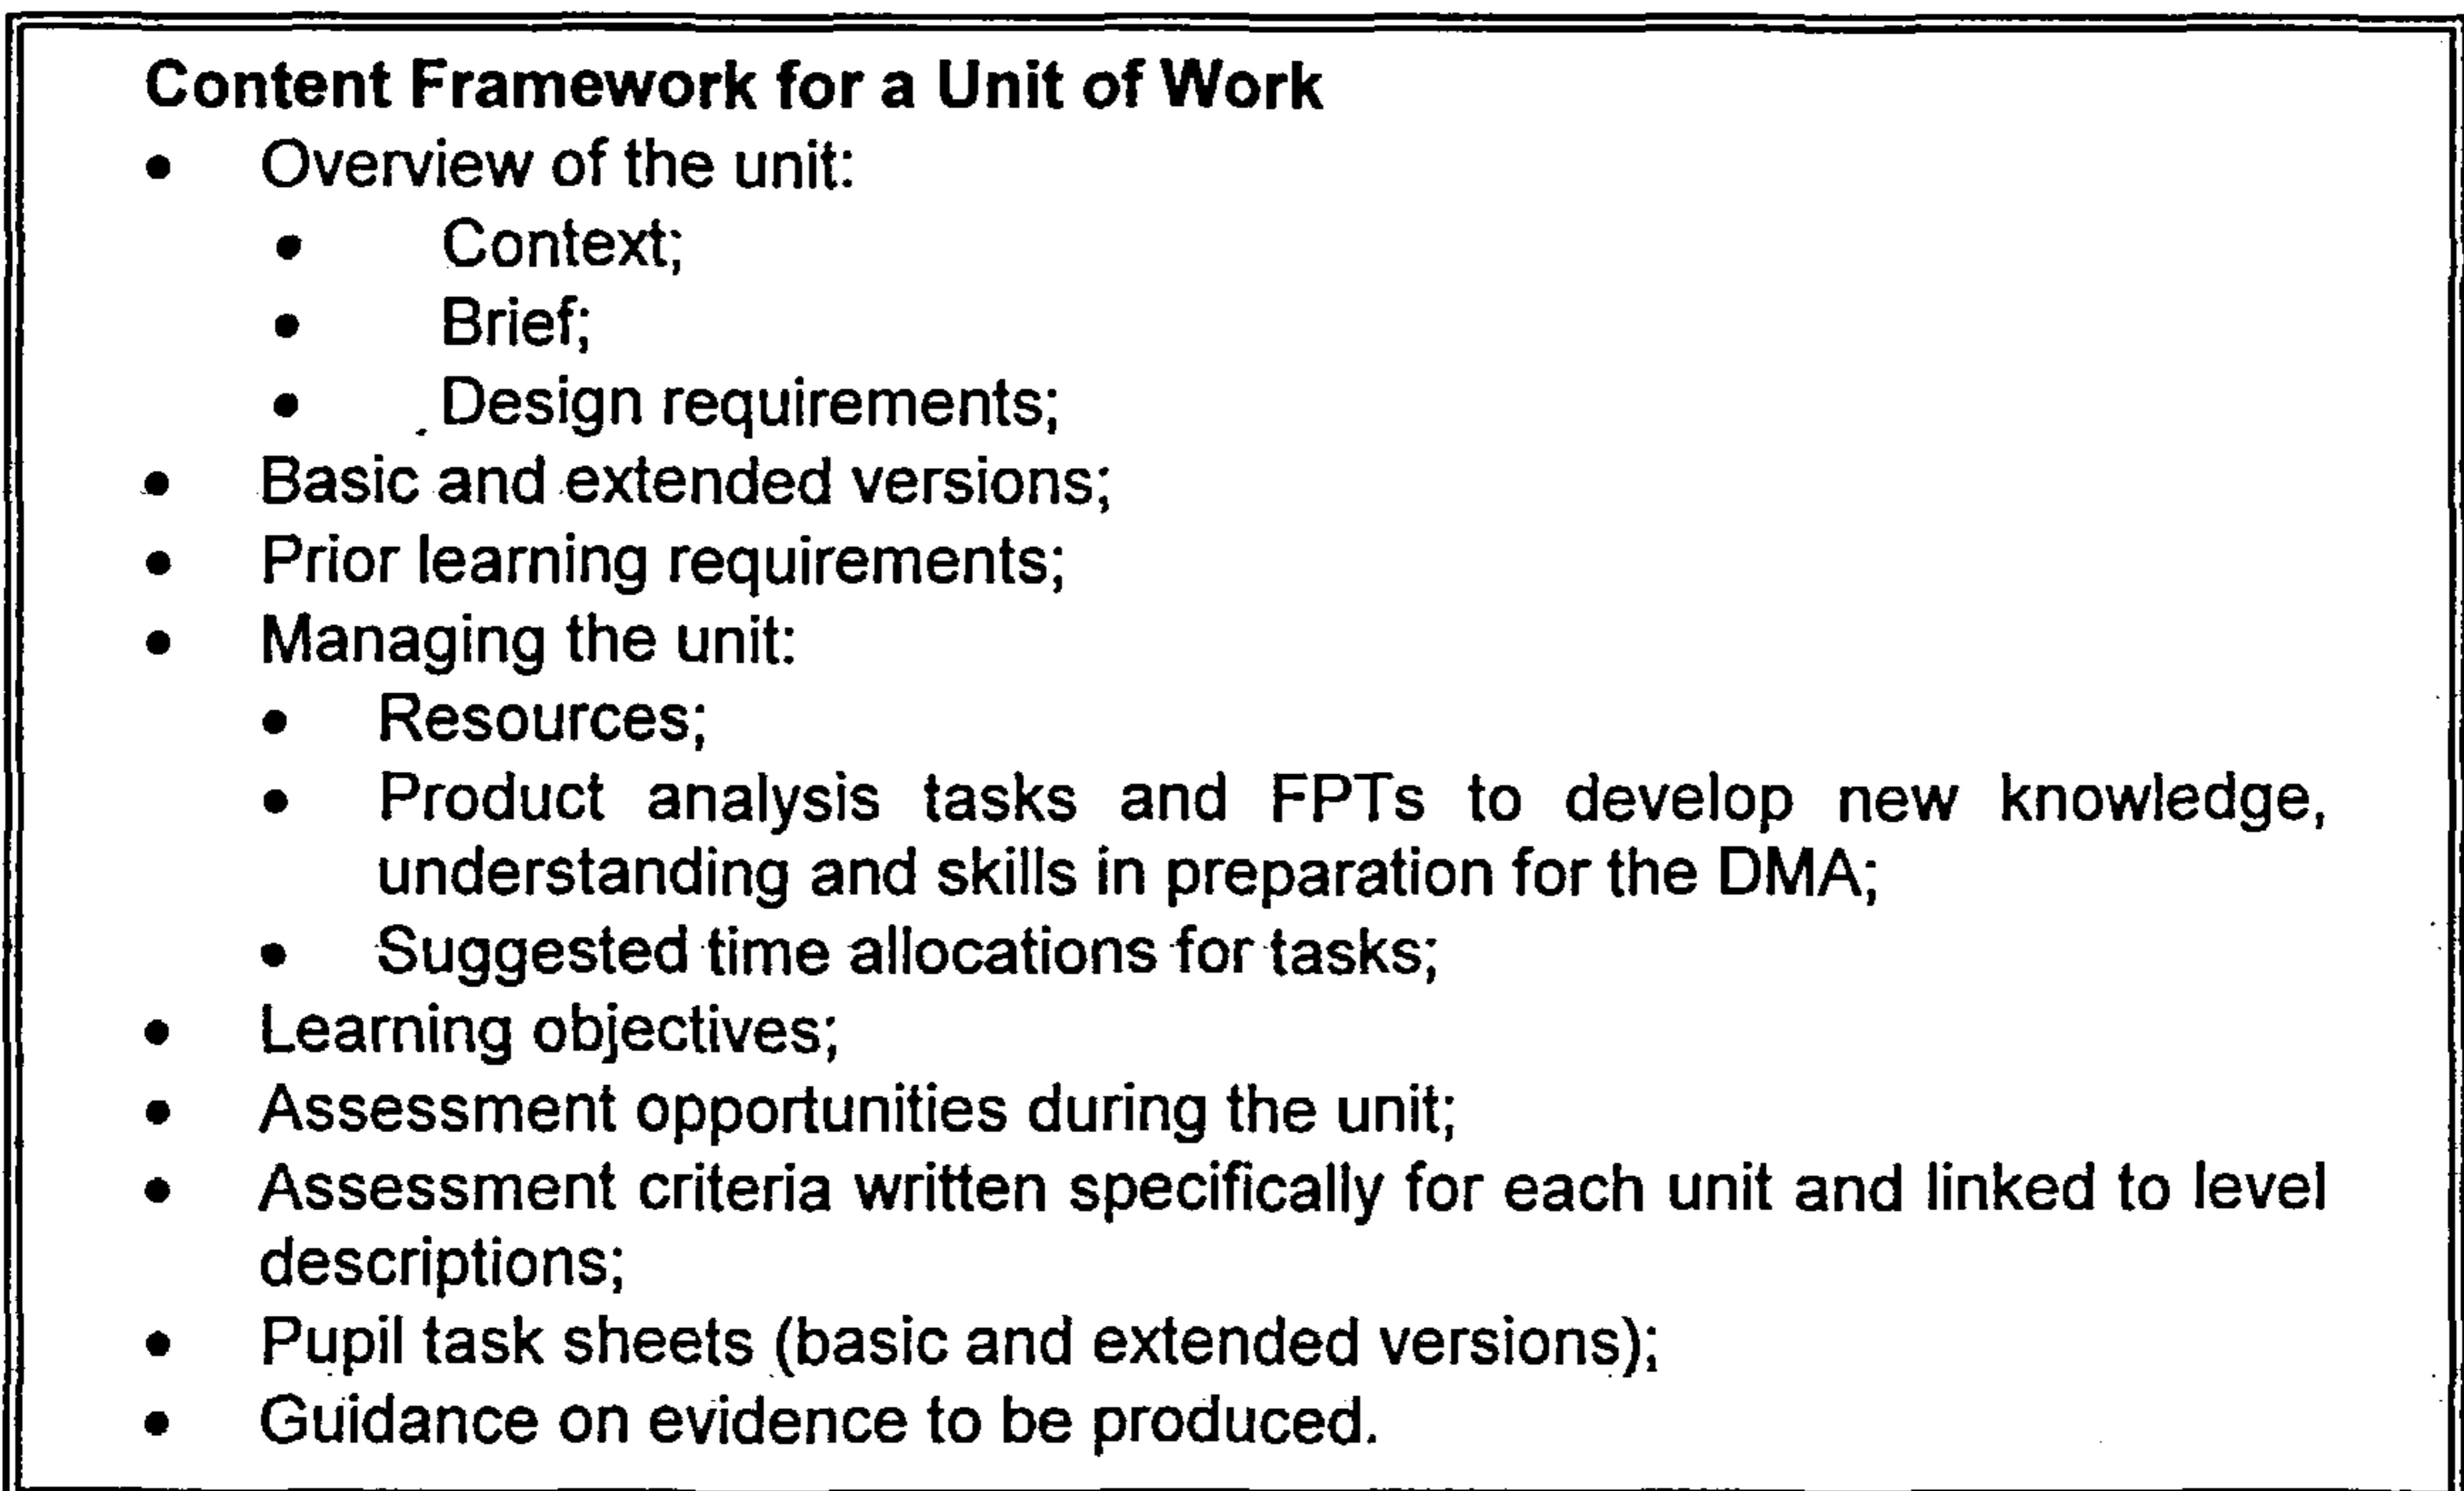 Content Framework for a Unit of Work
• Overview of the unit:
• Context;
• Brief;
• Design requirements;
• Basic and extended versions;
• Prior learning requirements;
• Managing the unit:
• Resources;
• Product analysis tasks and FPTs to develop new knowledge,
understanding and skills in preparation for the DMA;
• Suggested time allocations for tasks;
• Learning objectives;
• Assessment opportunities during the unit;
• Assessment criteria written specifically for each unit and linked to level
descriptions;
• Pupil task sheets (basic and extended versions);
• Guidance on evidence to be produced.